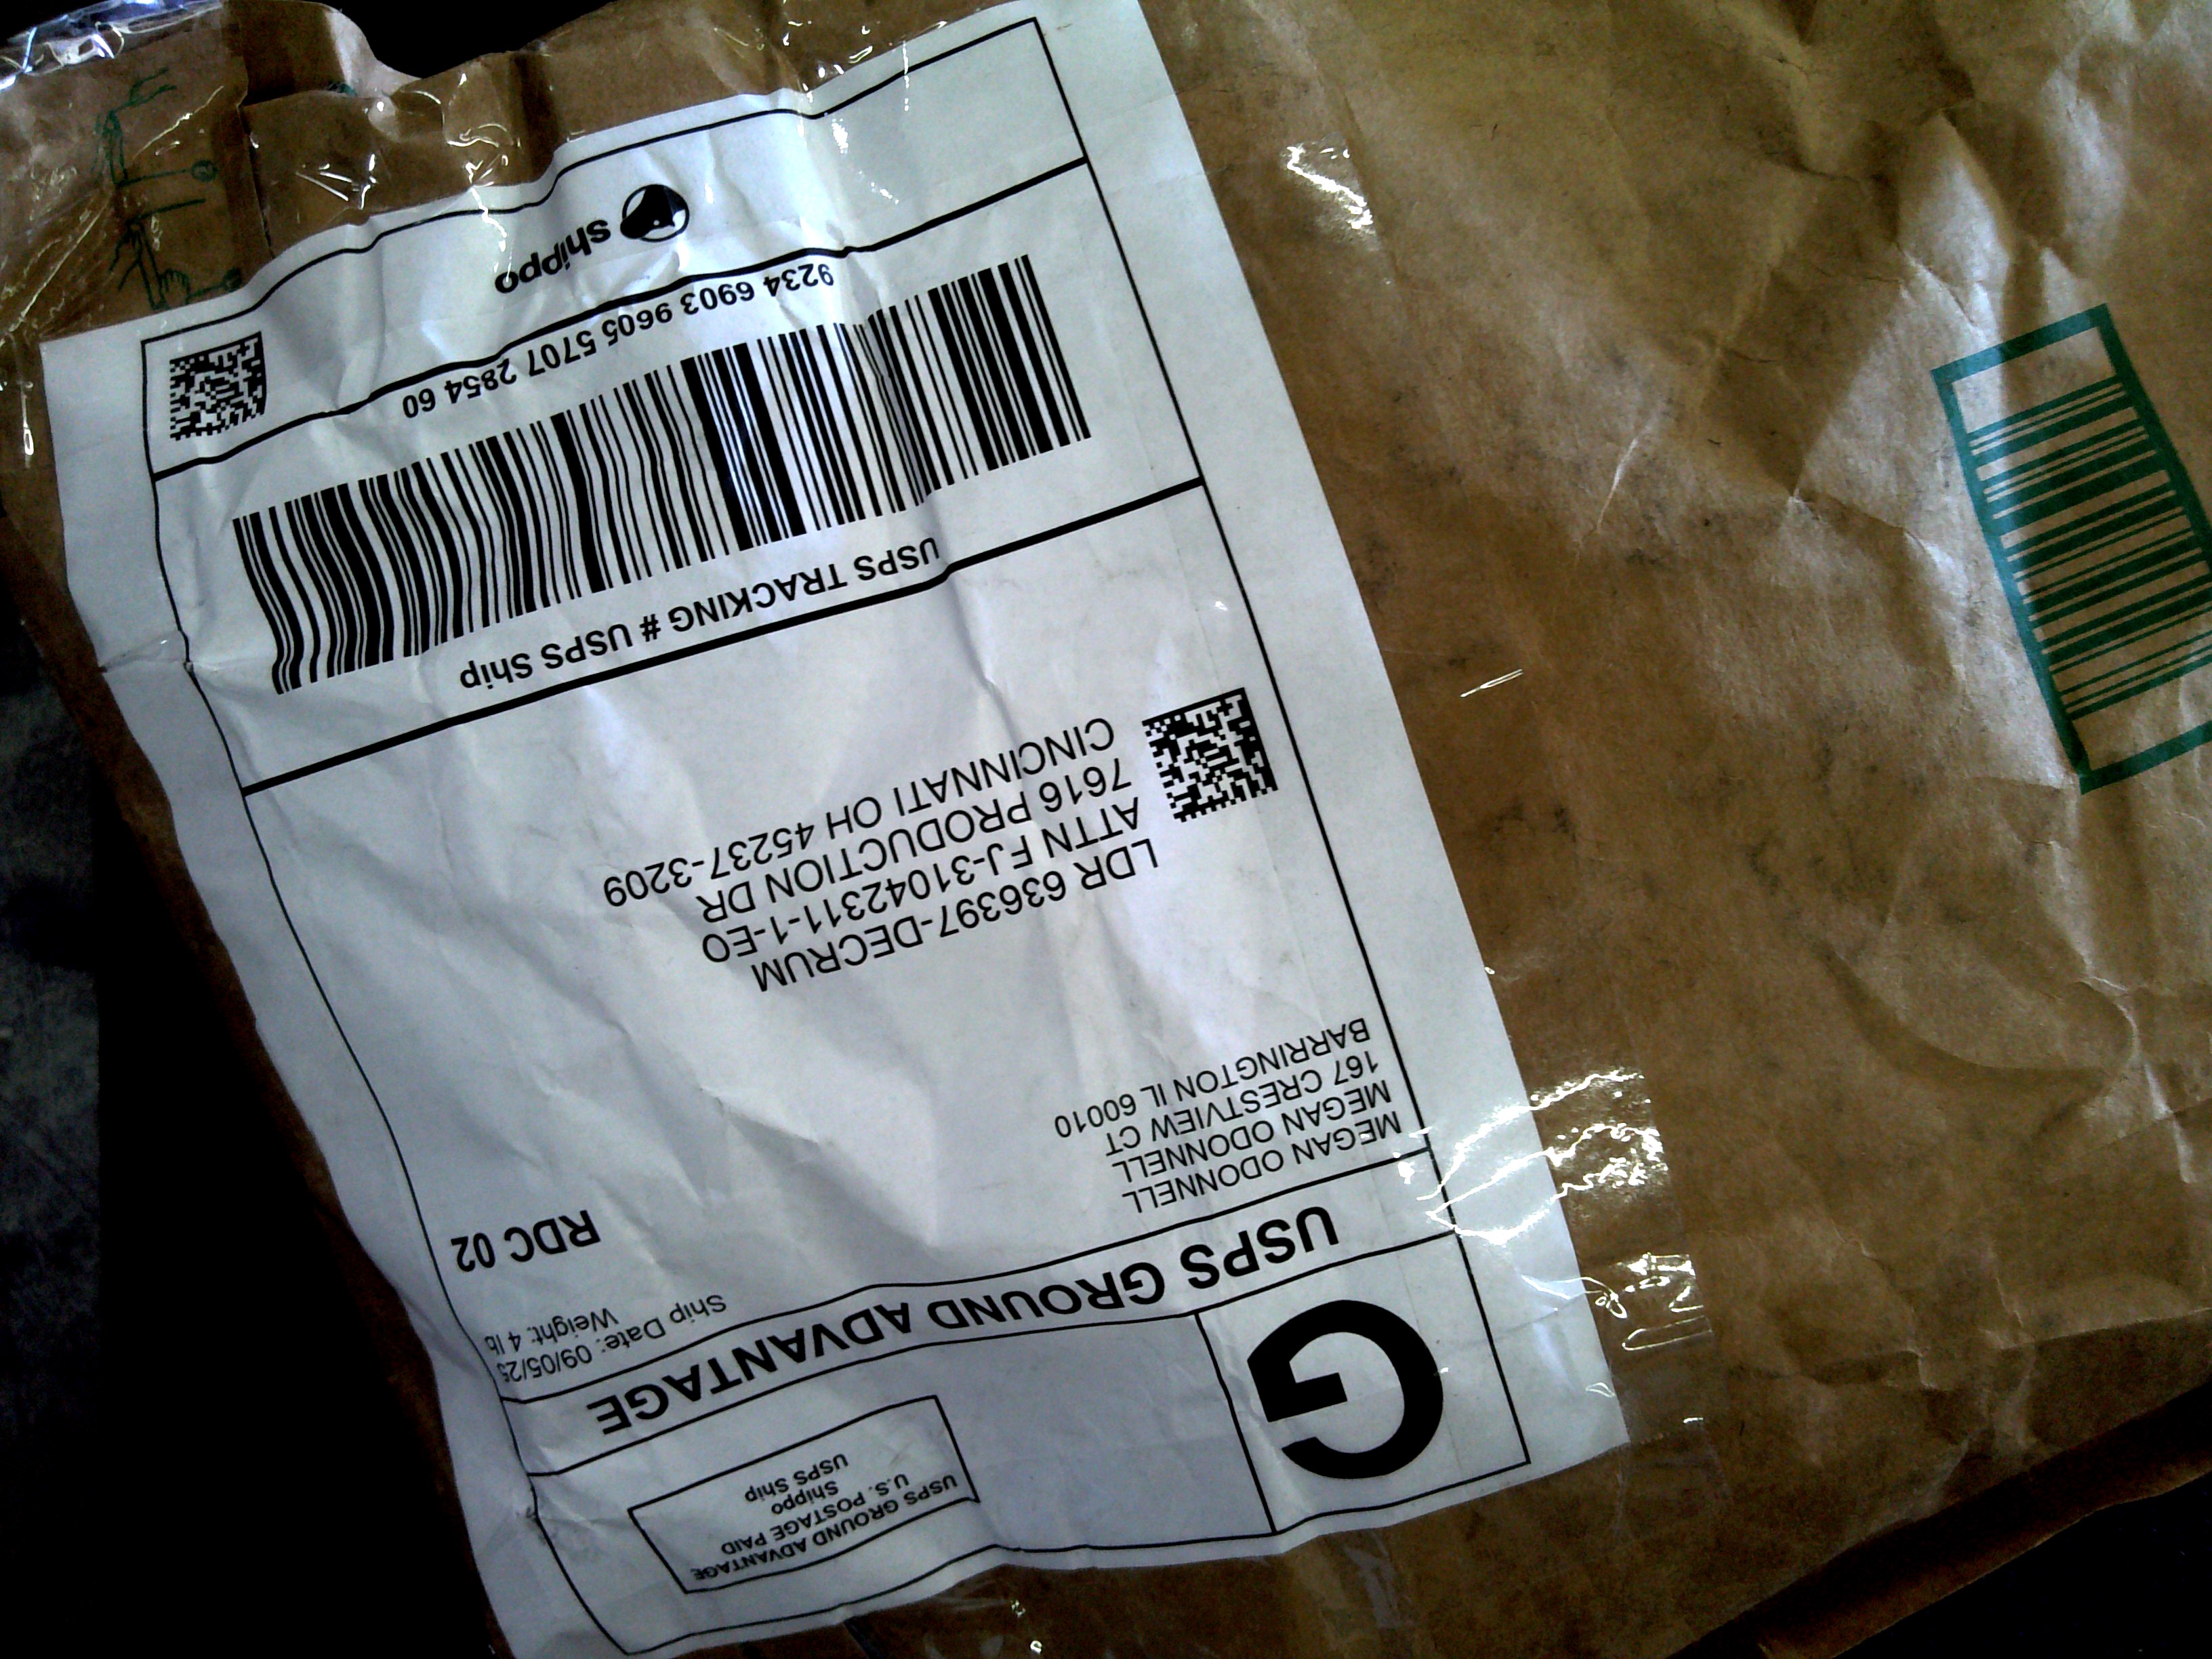 G
USPS GROUND ADVANTAGE
U.S. POSTAGE PAID
Shippo
USPS Ship
USPS GROUND ADVANTAGE
Ship Date: 09/05/25
Weight: 4 lb
MEGAN ODONNELL
MEGAN ODONNELL
167 CRESTVIEW CT
BARRINGTON IL 60010
RDC 02
LDR 636397-DECRUM
ATTN FJ-31042311-1-EO
7616 PRODUCTION DR
CINCINNATI OH 45237-3209
USPS TRACKING # USPS Ship
9234 6903 9605 5707 2854 60
shippo